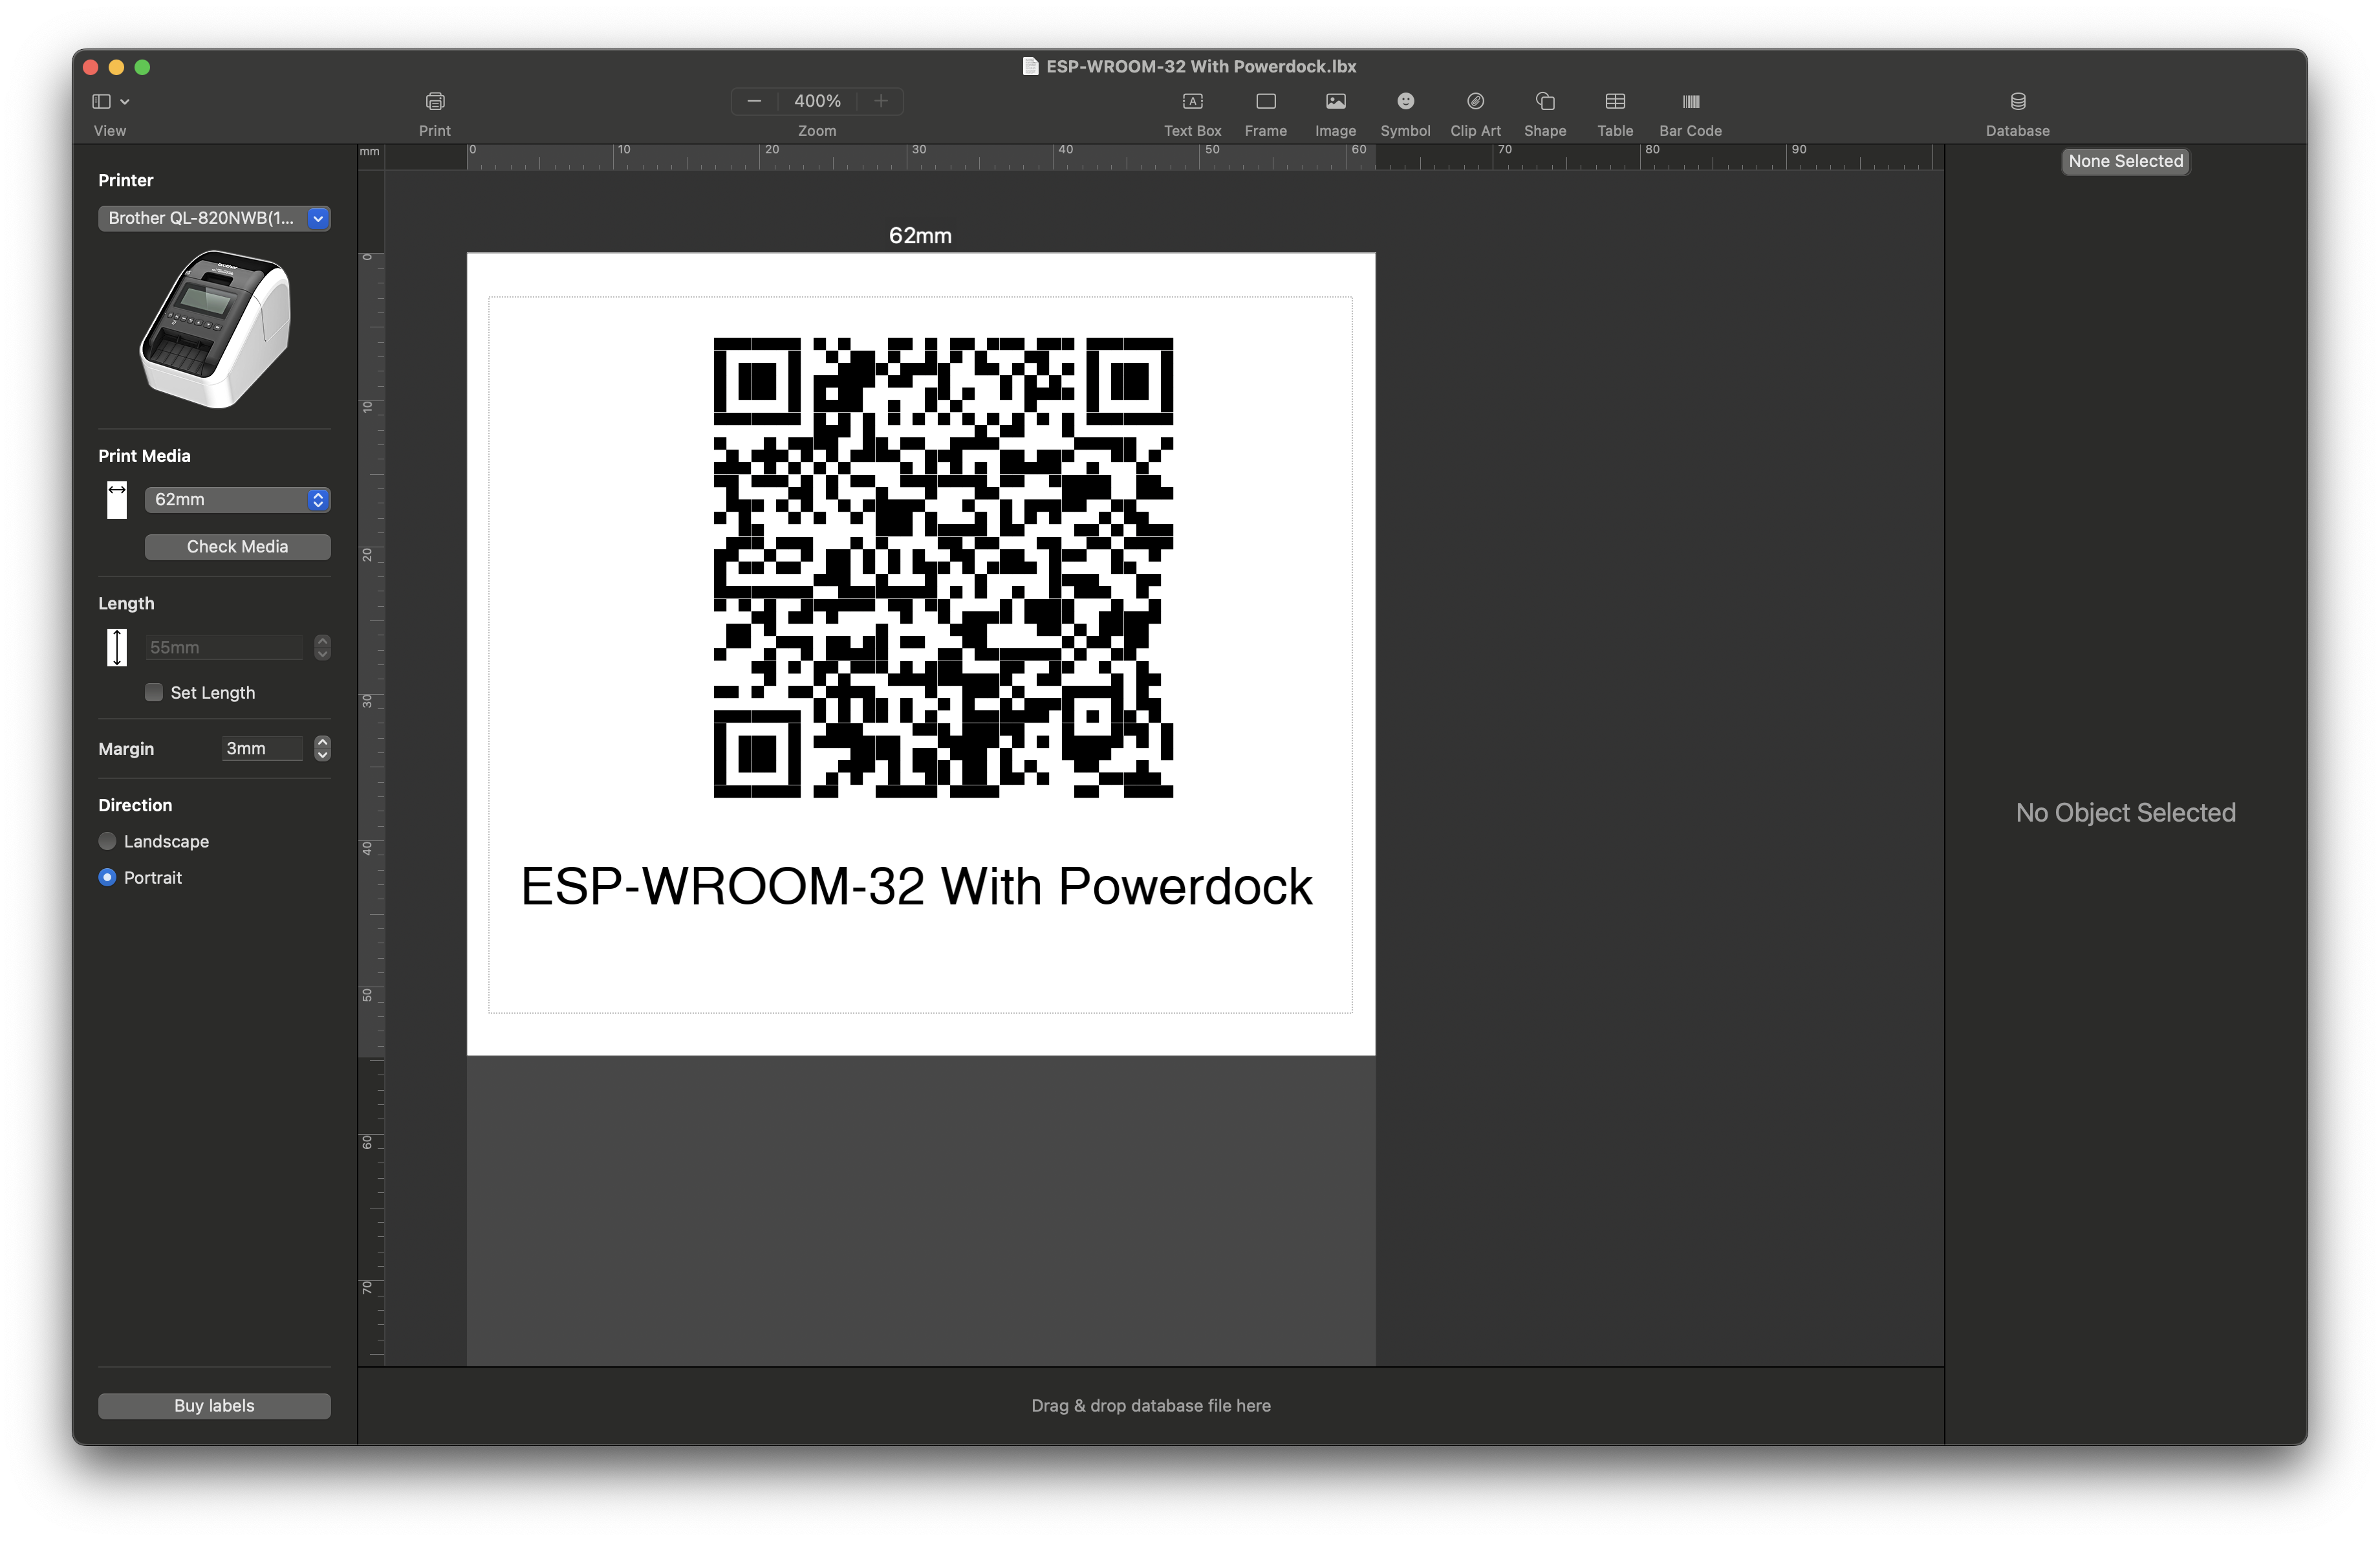 ESP-WROOM-32 With Powerdock.lbx
View
Print
400%
Zoom
Text Box
Frame
Image
Symbol
Clip Art
Shape
Table
Bar Code
Database
Printer
Brother QL-820NWB(1...
brother
Print Media
62mm
Check Media
Length
55mm
Set Length
Margin
3mm
Direction
Landscape
Portrait
Buy labels
mm
0 10 20 30 40 50 60 70 80 90
0
10
20
30
40
50
60
70
62mm
ESP-WROOM-32 With Powerdock
Drag & drop database file here
None Selected
No Object Selected